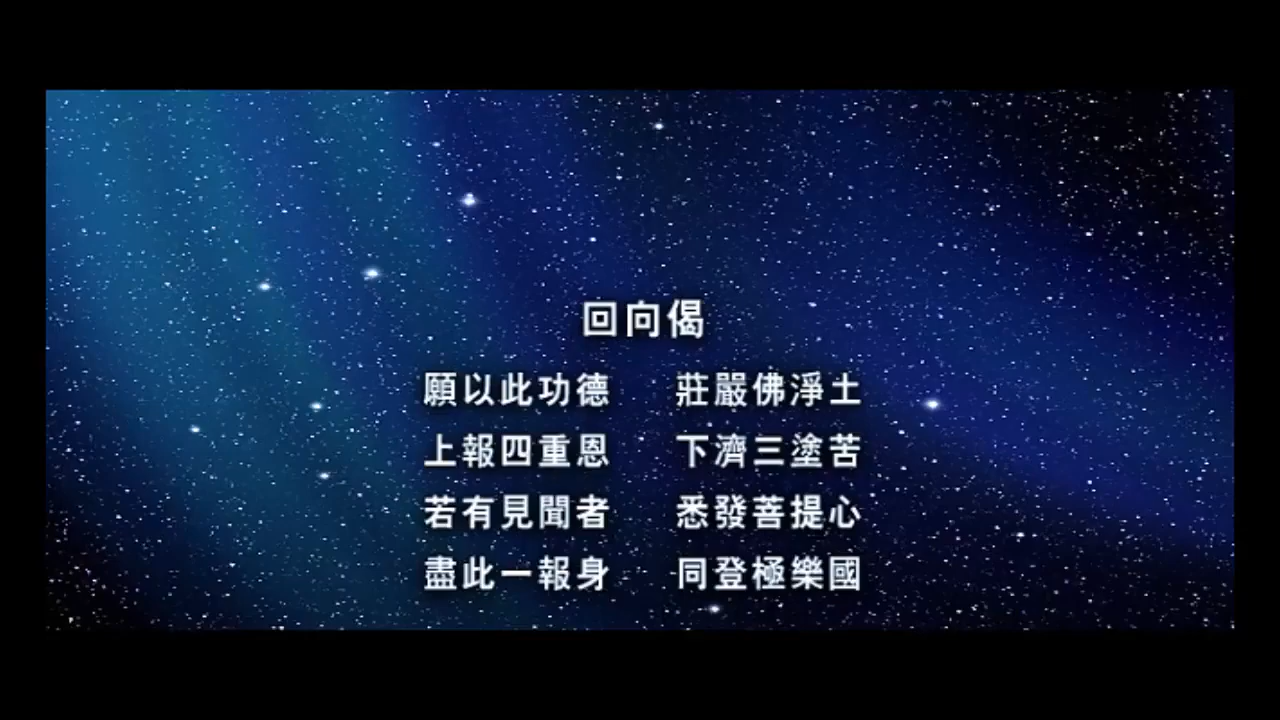 回向偈
願以此功德　莊嚴佛淨土
上報四重恩　下濟三塗苦
若有見聞者　悉發菩提心
盡此一報身　同登極樂國